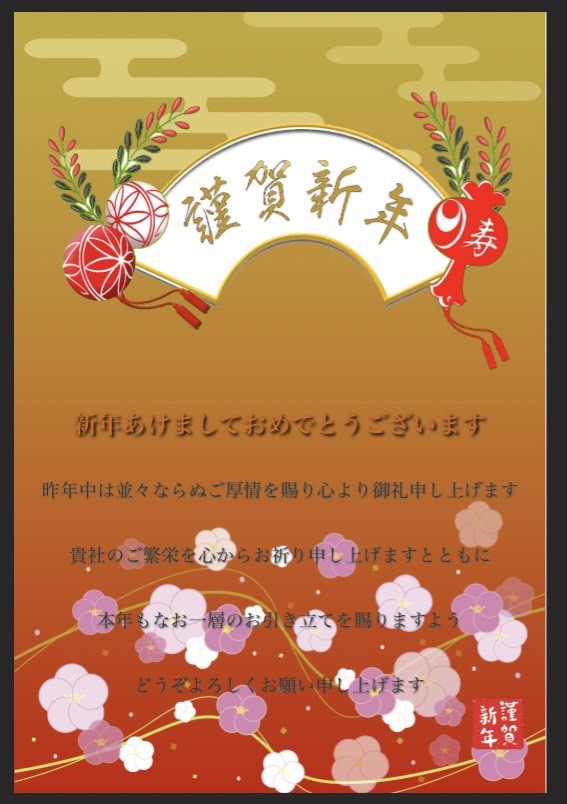 謹賀新年
寿
新年あけましておめでとうございます
昨年中は並々ならぬご厚情を賜り心より御礼申し上げます
貴社のご繁栄を心からお祈り申し上げますとともに
本年もなお一層のお引き立てを賜りますよう
どうぞよろしくお願い申し上げます
謹賀
新年